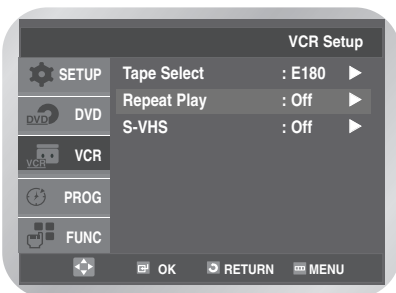 VCR Setup
SETUP
Tape Select : E180
Repeat Play : Off
DVD DVD
S-VHS : Off
VCR VCR
PROG
FUNC
OK RETURN MENU